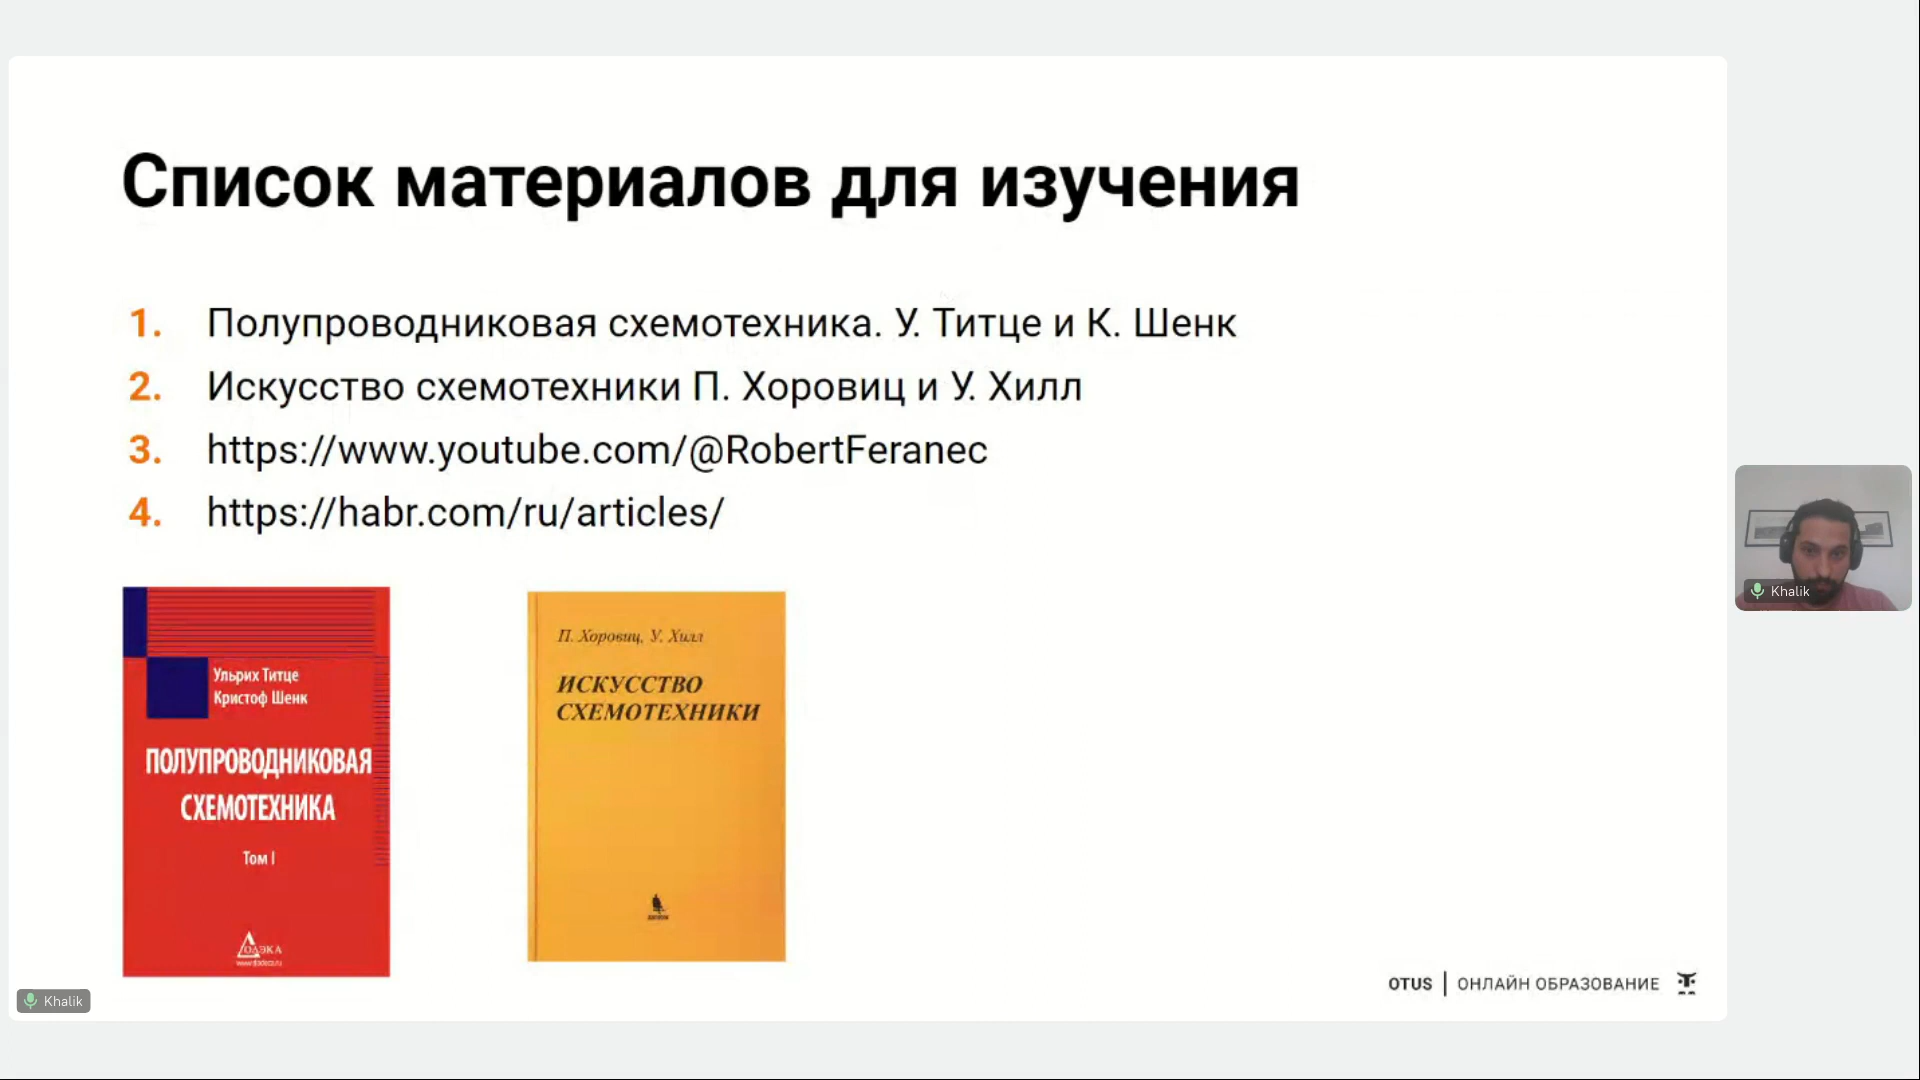 Список материалов для изучения
1. Полупроводниковая схемотехника. У. Титце и К. Шенк
2. Искусство схемотехники П. Хоровиц и У. Хилл
3. https://www.youtube.com/@RobertFeranec
4. https://habr.com/ru/articles/
Ульрих Титце
Кристоф Шенк
ПОЛУПРОВОДНИКОВАЯ
СХЕМОТЕХНИКА
Том I
ДОДЭКА
П. Хоровиц, У. Хилл
ИСКУССТВО
СХЕМОТЕХНИКИ
Khalik
OTUS | ОНЛАЙН ОБРАЗОВАНИЕ
Khalik